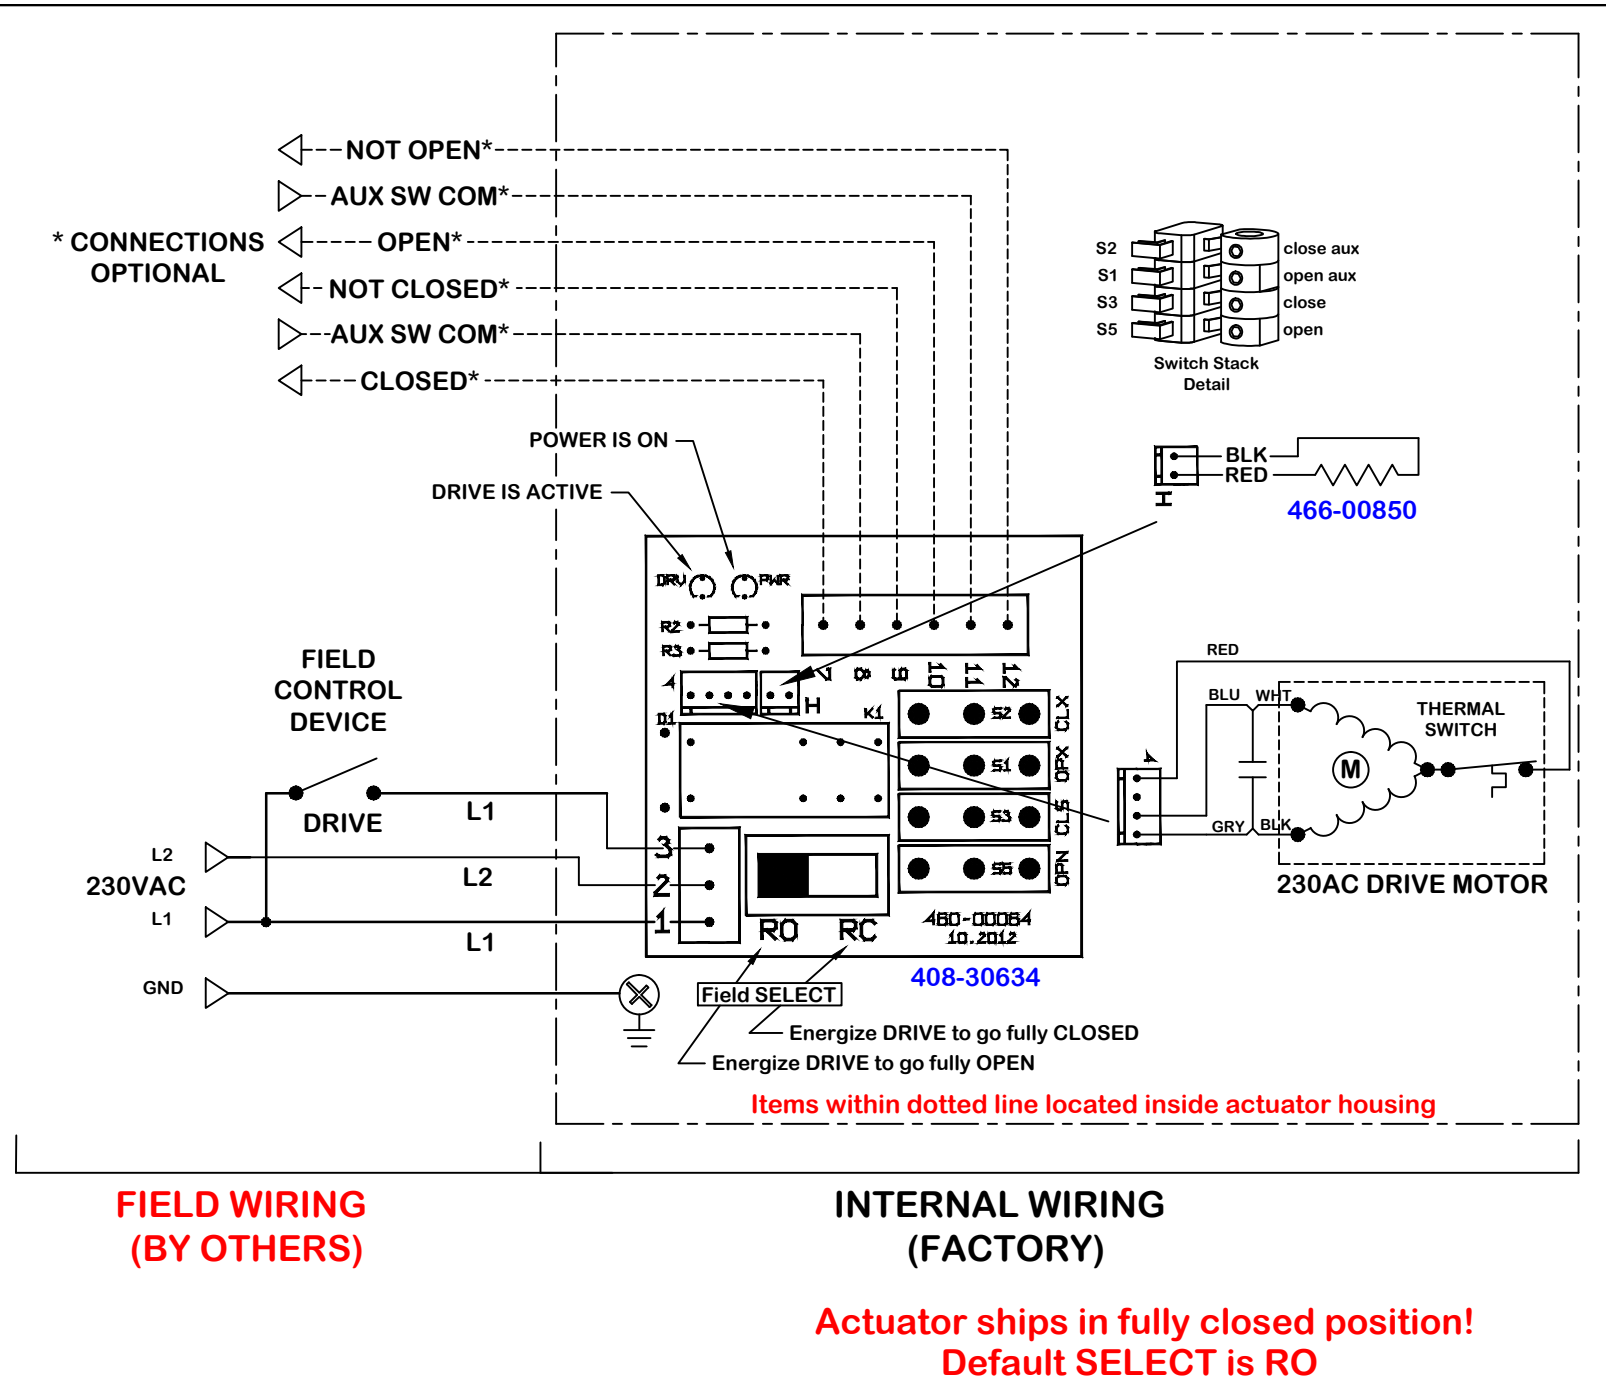 NOT OPEN*
AUX SW COM*
* CONNECTIONS
OPTIONAL
OPEN*
NOT CLOSED*
AUX SW COM*
CLOSED*
S2
close aux
S1
open aux
S3
close
S5
open
Switch Stack
Detail
POWER IS ON
DRIVE IS ACTIVE
BLK
RED
H
466-00850
DRV
PWR
R2
R3
7
8
9
10
11
12
4
H
D1
K1
S2
CLX
S1
OPX
S3
CLS
S5
OPN
3
2
1
RO
RC
460-00064
10.2012
408-30634
FIELD
CONTROL
DEVICE
DRIVE
L1
L2
230VAC
L2
L1
L1
GND
RED
BLU
WHT
THERMAL
SWITCH
M
4
GRY
BLK
230AC DRIVE MOTOR
Field SELECT
Energize DRIVE to go fully CLOSED
Energize DRIVE to go fully OPEN
Items within dotted line located inside actuator housing
FIELD WIRING
(BY OTHERS)
INTERNAL WIRING
(FACTORY)
Actuator ships in fully closed position!
Default SELECT is RO